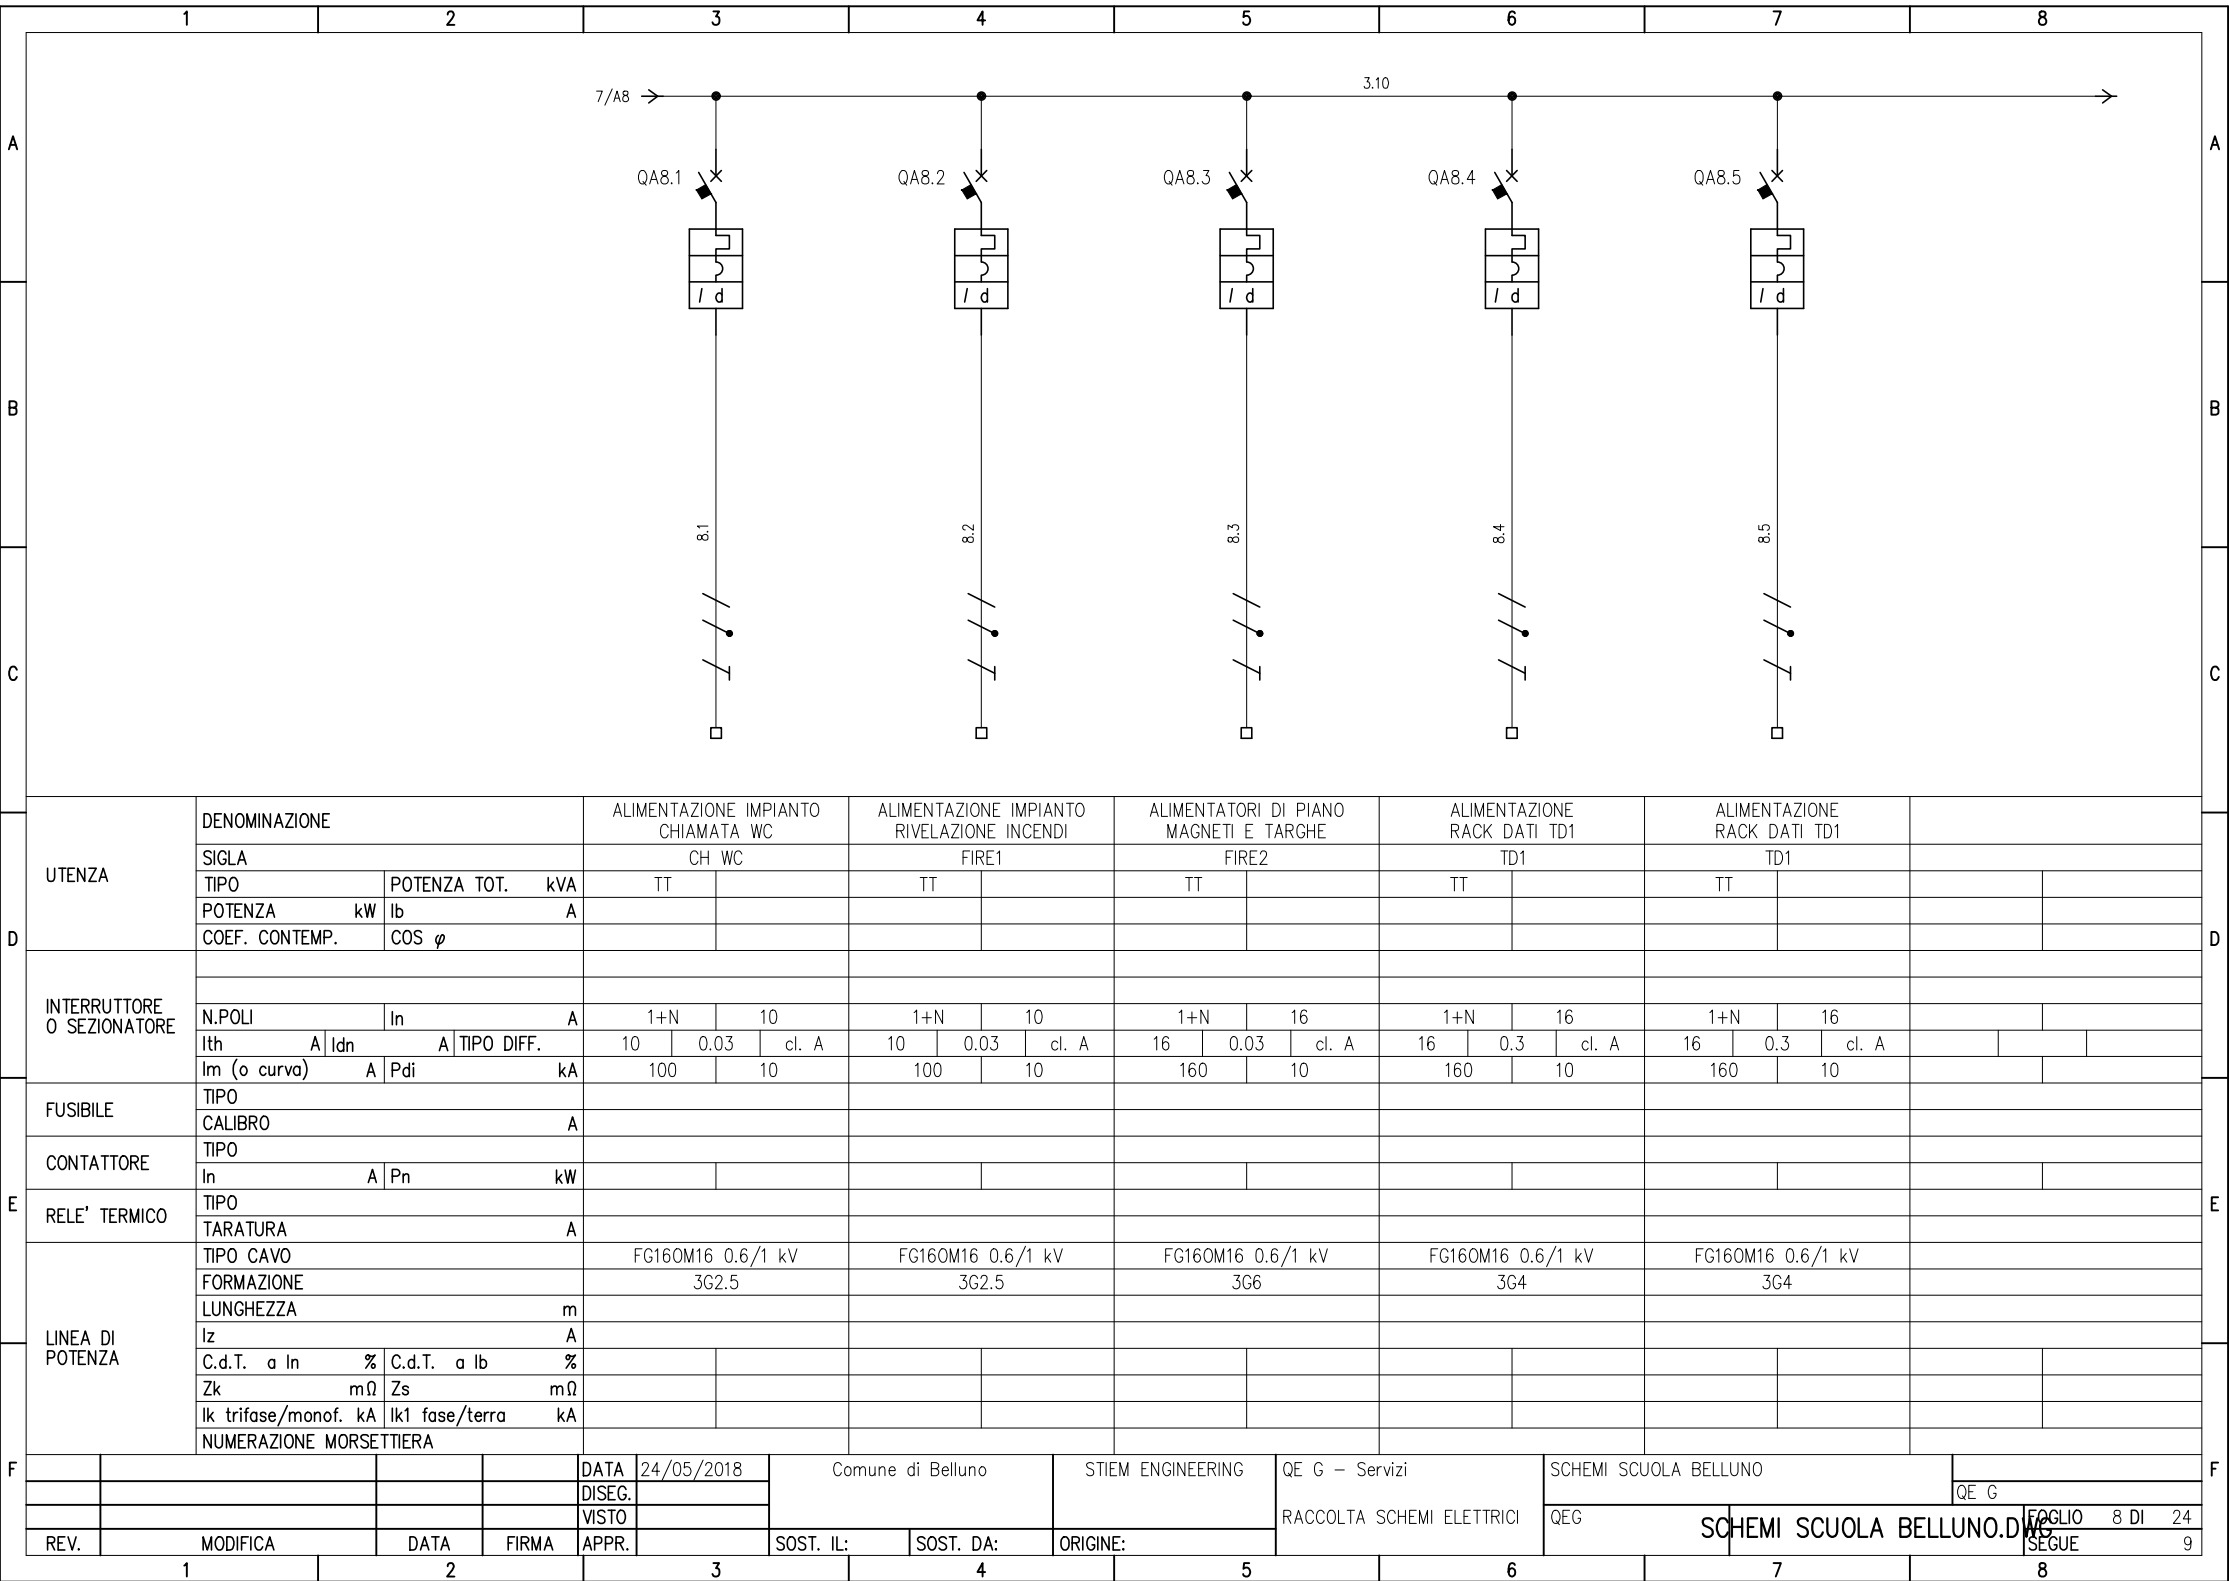 1 2 3 4 5 6 7 8
7/A8 3.10
A A
QA8.1 QA8.2 QA8.3 QA8.4 QA8.5
I d I d I d I d I d
B B
8.1 8.2 8.3 8.4 8.5
C C
UTENZA
DENOMINAZIONE
ALIMENTAZIONE IMPIANTO
CHIAMATA WC
ALIMENTAZIONE IMPIANTO
RIVELAZIONE INCENDI
ALIMENTATORI DI PIANO
MAGNETI E TARGHE
ALIMENTAZIONE
RACK DATI TD1
ALIMENTAZIONE
RACK DATI TD1
SIGLA CH WC FIRE1 FIRE2 TD1 TD1
TIPO POTENZA TOT. kVA TT TT TT TT TT
POTENZA kW Ib A
COEF. CONTEMP. COS φ
D D
INTERRUTTORE
O SEZIONATORE
N.POLI In A 1+N 10 1+N 10 1+N 16 1+N 16 1+N 16
Ith A Idn A TIPO DIFF. 10 0.03 cl. A 10 0.03 cl. A 16 0.03 cl. A 16 0.3 cl. A 16 0.3 cl. A
Im (o curva) A Pdi kA 100 10 100 10 160 10 160 10 160 10
FUSIBILE
TIPO
CALIBRO A
CONTATTORE
TIPO
In A Pn kW
E E
RELE' TERMICO
TIPO
TARATURA A
LINEA DI
POTENZA
TIPO CAVO FG16OM16 0.6/1 kV FG16OM16 0.6/1 kV FG16OM16 0.6/1 kV FG16OM16 0.6/1 kV FG16OM16 0.6/1 kV
FORMAZIONE 3G2.5 3G2.5 3G6 3G4 3G4
LUNGHEZZA m
Iz A
C.d.T. a In % C.d.T. a Ib %
Zk mΩ Zs mΩ
Ik trifase/monof. kA Ik1 fase/terra kA
NUMERAZIONE MORSETTIERA
F F
DATA 24/05/2018 Comune di Belluno STIEM ENGINEERING QE G - Servizi SCHEMI SCUOLA BELLUNO
DISEG. QE G
VISTO RACCOLTA SCHEMI ELETTRICI QEG SCHEMI SCUOLA BELLUNO.DWG FOGLIO 8 DI 24
REV. MODIFICA DATA FIRMA APPR. SOST. IL: SOST. DA: ORIGINE: SEGUE 9
1 2 3 4 5 6 7 8